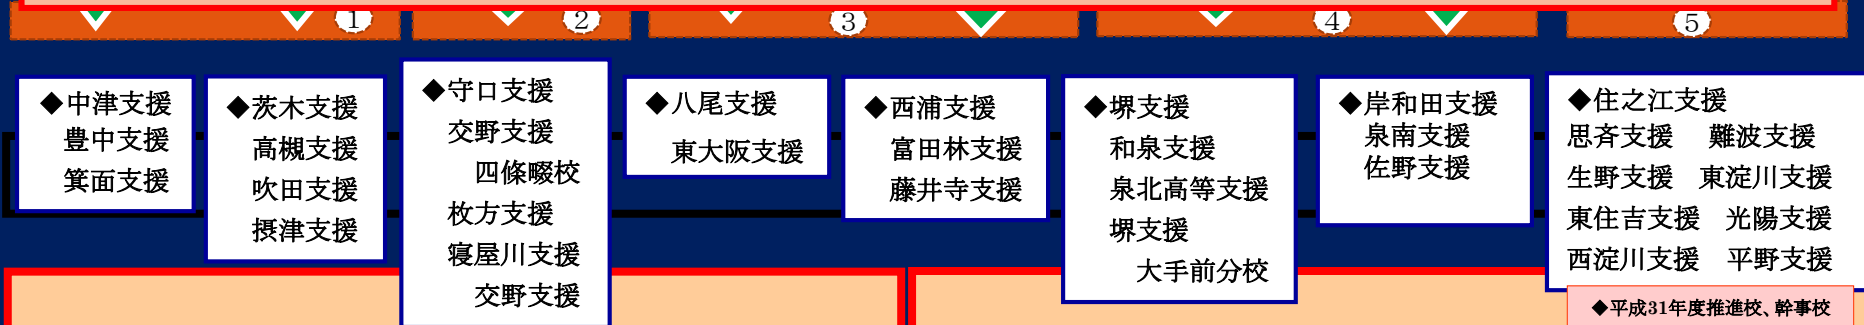 ① ② ③ ④ ⑤
◆中津支援
豊中支援
箕面支援
◆茨木支援
高槻支援
吹田支援
摂津支援
◆守口支援
交野支援
四條畷校
枚方支援
寝屋川支援
交野支援
◆八尾支援
東大阪支援
◆西浦支援
富田林支援
藤井寺支援
◆堺支援
和泉支援
泉北高等支援
堺支援
大手前分校
◆岸和田支援
泉南支援
佐野支援
◆住之江支援
思斉支援 難波支援
生野支援 東淀川支援
東住吉支援 光陽支援
西淀川支援 平野支援
◆平成31年度推進校、幹事校